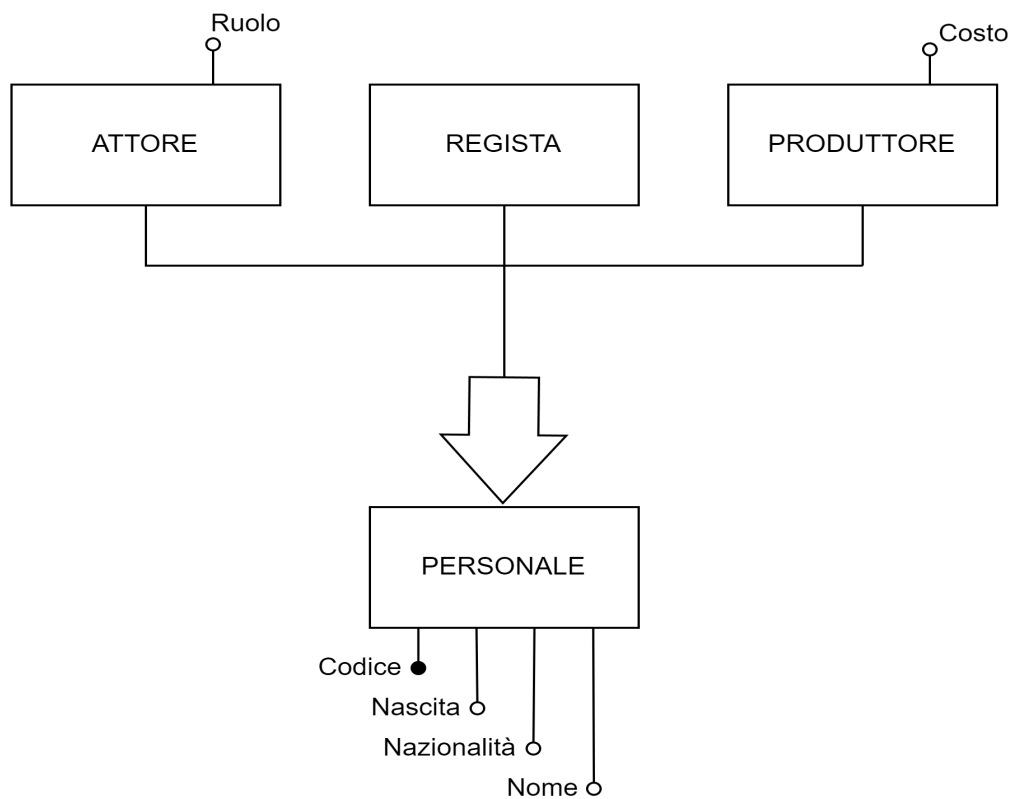 Ruolo
Costo
ATTORE
REGISTA
PRODUTTORE
PERSONALE
Codice
Nascita
Nazionalità
Nome